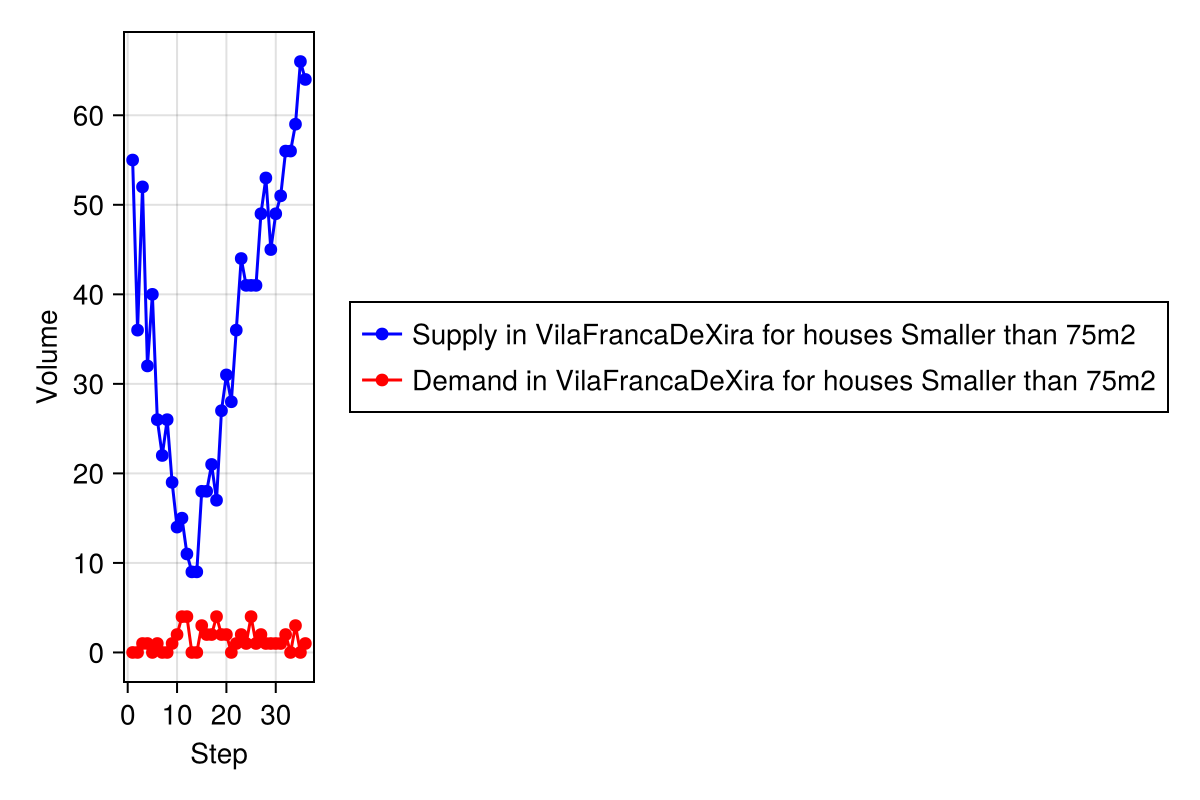 60
50
40
30
20
10
0
Volume
0 10 20 30
Step
Supply in VilaFrancaDeXira for houses Smaller than 75m2
Demand in VilaFrancaDeXira for houses Smaller than 75m2